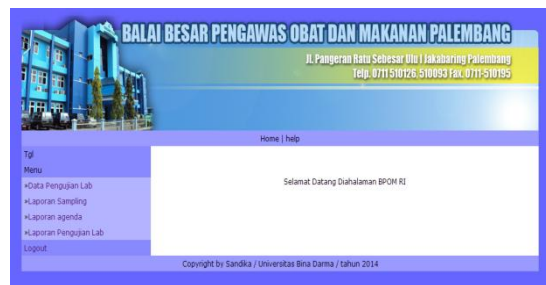 BALAI BESAR PENGAWAS OBAT DAN MAKANAN PALEMBANG
Jl. Pangeran Ratu Sebesar Ulu I Jakabaring Palembang
Telp. 0711 510126, 510093 Fax. 0711-510195
Home | help
Tgl
Menu
»Data Pengujian Lab
»Laporan Sampling
»Laporan agenda
»Laporan Pengujian Lab
Logout
Selamat Datang Diahalaman BPOM RI
Copyright by Sandika / Universitas Bina Darma / tahun 2014